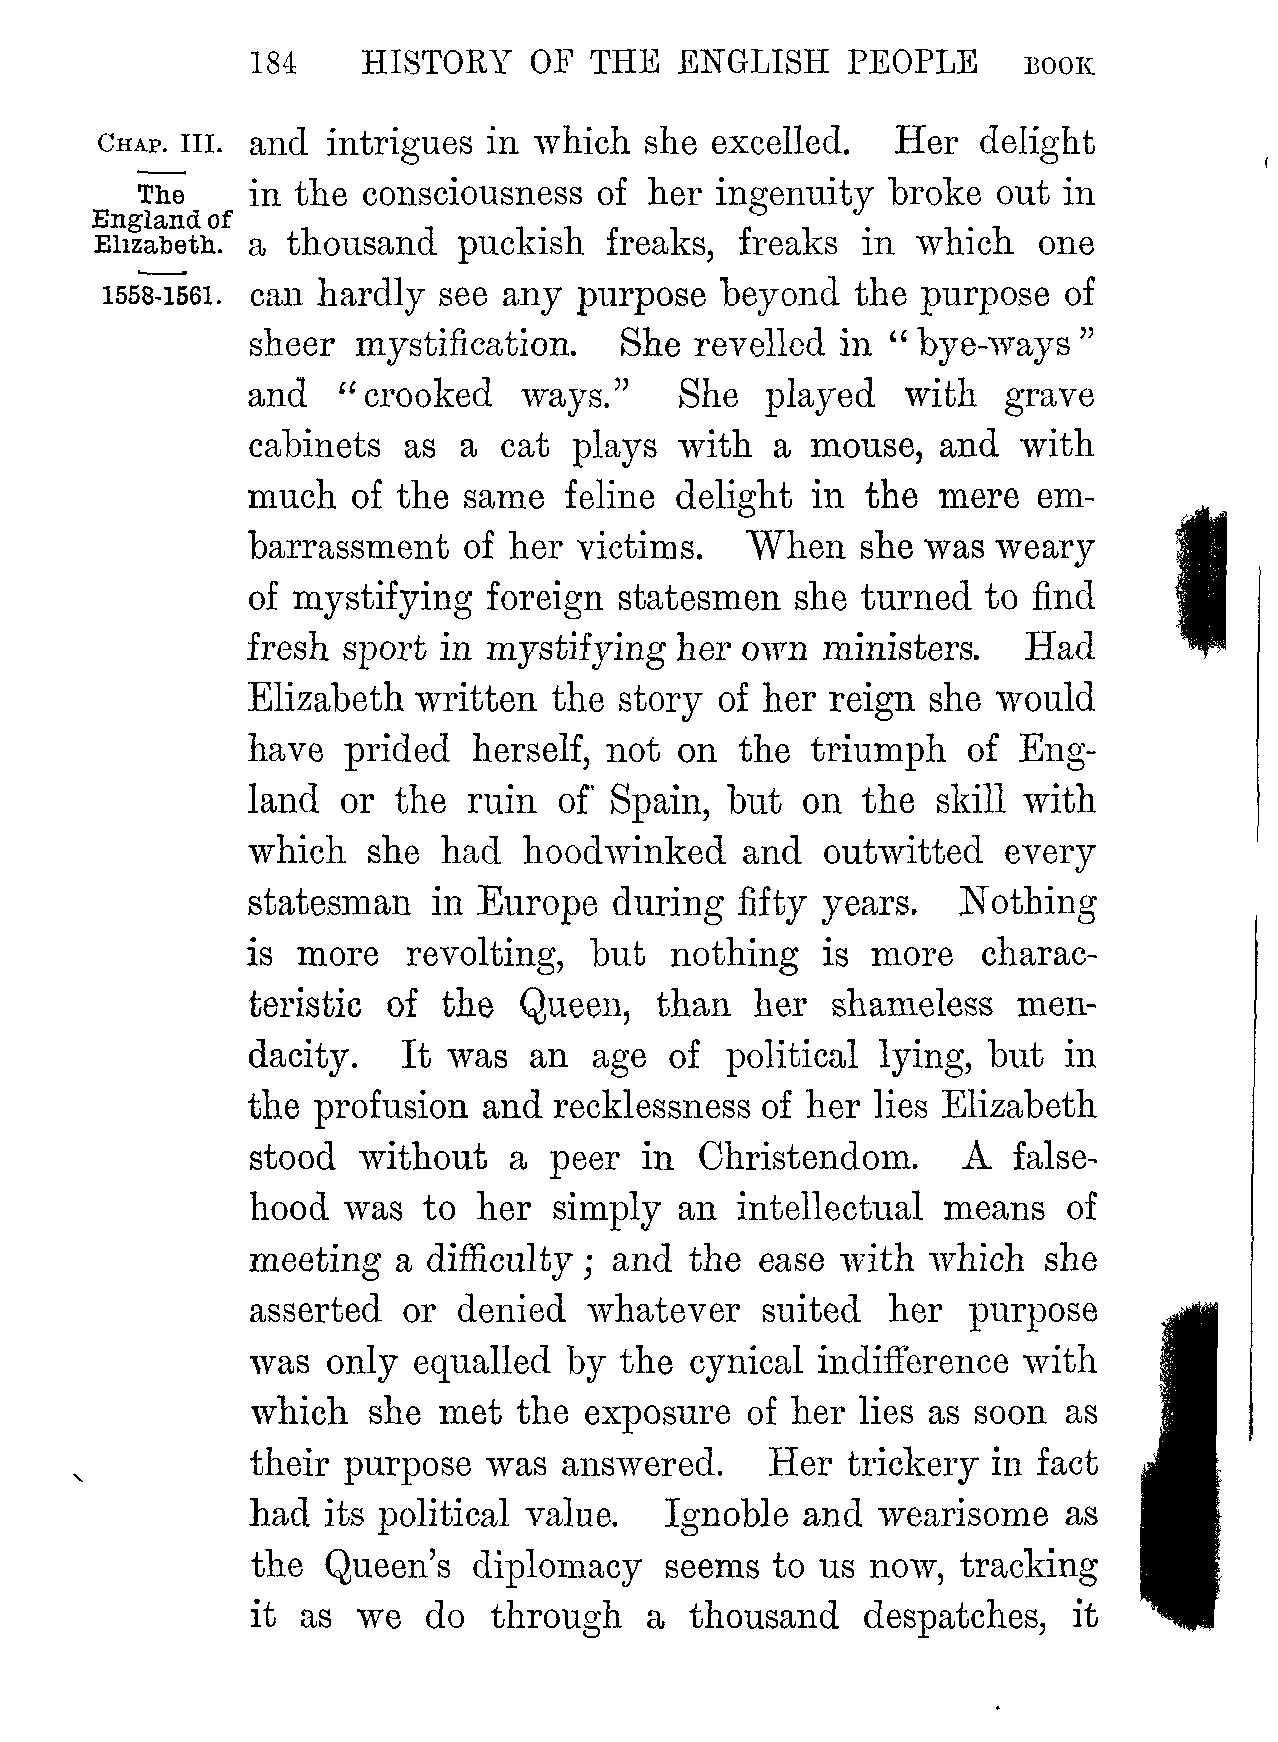 184 HISTORY OF THE ENGLISH PEOPLE BOOK
CHAP. III.
The
England of
Elizabeth.
1558-1561.
and intrigues in which she excelled. Her delight
in the consciousness of her ingenuity broke out in
a thousand puckish freaks, freaks in which one
can hardly see any purpose beyond the purpose of
sheer mystification. She revelled in “ bye-ways ”
and “ crooked ways.” She played with grave
cabinets as a cat plays with a mouse, and with
much of the same feline delight in the mere em-
barrassment of her victims. When she was weary
of mystifying foreign statesmen she turned to find
fresh sport in mystifying her own ministers. Had
Elizabeth written the story of her reign she would
have prided herself, not on the triumph of Eng-
land or the ruin of Spain, but on the skill with
which she had hoodwinked and outwitted every
statesman in Europe during fifty years. Nothing
is more revolting, but nothing is more charac-
teristic of the Queen, than her shameless men-
dacity. It was an age of political lying, but in
the profusion and recklessness of her lies Elizabeth
stood without a peer in Christendom. A false-
hood was to her simply an intellectual means of
meeting a difficulty ; and the ease with which she
asserted or denied whatever suited her purpose
was only equalled by the cynical indifference with
which she met the exposure of her lies as soon as
their purpose was answered. Her trickery in fact
had its political value. Ignoble and wearisome as
the Queen’s diplomacy seems to us now, tracking
it as we do through a thousand despatches, it